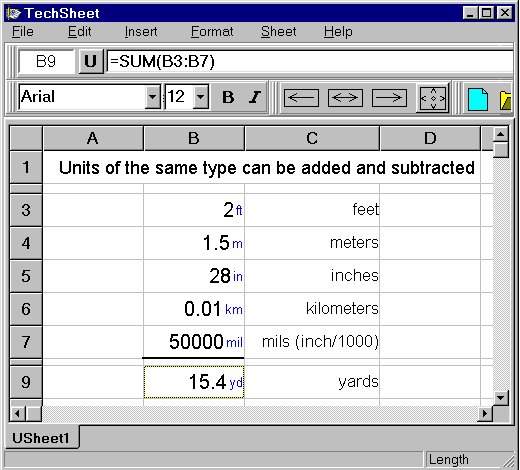 TechSheet
File Edit Insert Format Sheet Help
B9 U =SUM(B3:B7)
Arial 12 B I
A B C D
1 Units of the same type can be added and subtracted
3 2 ft feet
4 1.5 m meters
5 28 in inches
6 0.01 km kilometers
7 50000 mil mils (inch/1000)
9 15.4 yd yards
USheet1
Length